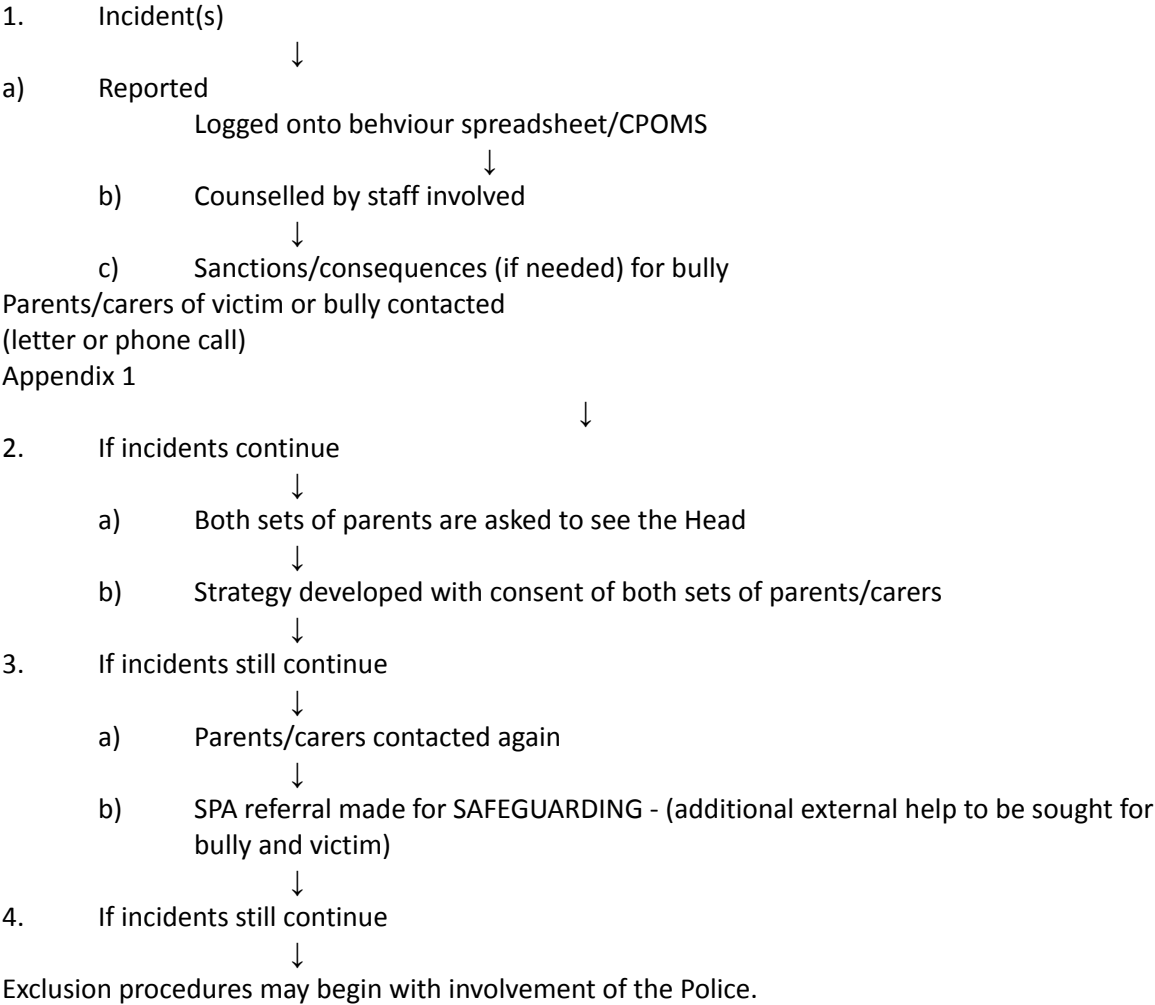 1. Incident(s)
↓
a) Reported
Logged onto behviour spreadsheet/CPOMS
↓
b) Counselled by staff involved
↓
c) Sanctions/consequences (if needed) for bully
Parents/carers of victim or bully contacted
(letter or phone call)
Appendix 1
↓
2. If incidents continue
↓
a) Both sets of parents are asked to see the Head
↓
b) Strategy developed with consent of both sets of parents/carers
↓
3. If incidents still continue
↓
a) Parents/carers contacted again
↓
b) SPA referral made for SAFEGUARDING - (additional external help to be sought for
bully and victim)
↓
4. If incidents still continue
↓
Exclusion procedures may begin with involvement of the Police.